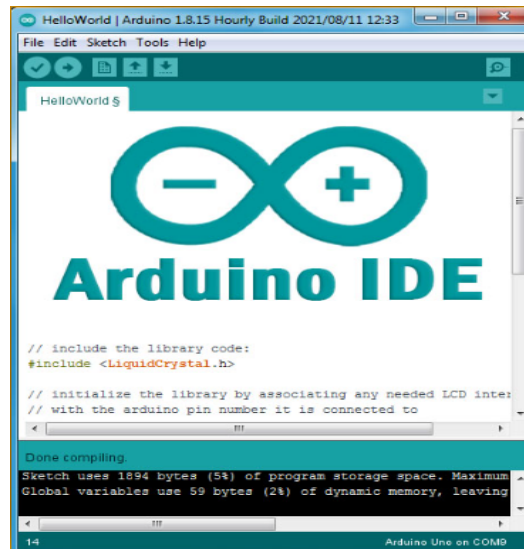 HelloWorld | Arduino 1.8.15 Hourly Build 2021/08/11 12:33
File Edit Sketch Tools Help
HelloWorld §
Arduino IDE
// include the library code:
#include <LiquidCrystal.h>
// initialize the library by associating any needed LCD inter
// with the arduino pin number it is connected to
Done compiling.
Sketch uses 1894 bytes (5%) of program storage space. Maximum
Global variables use 59 bytes (2%) of dynamic memory, leaving
14 Arduino Uno on COM9